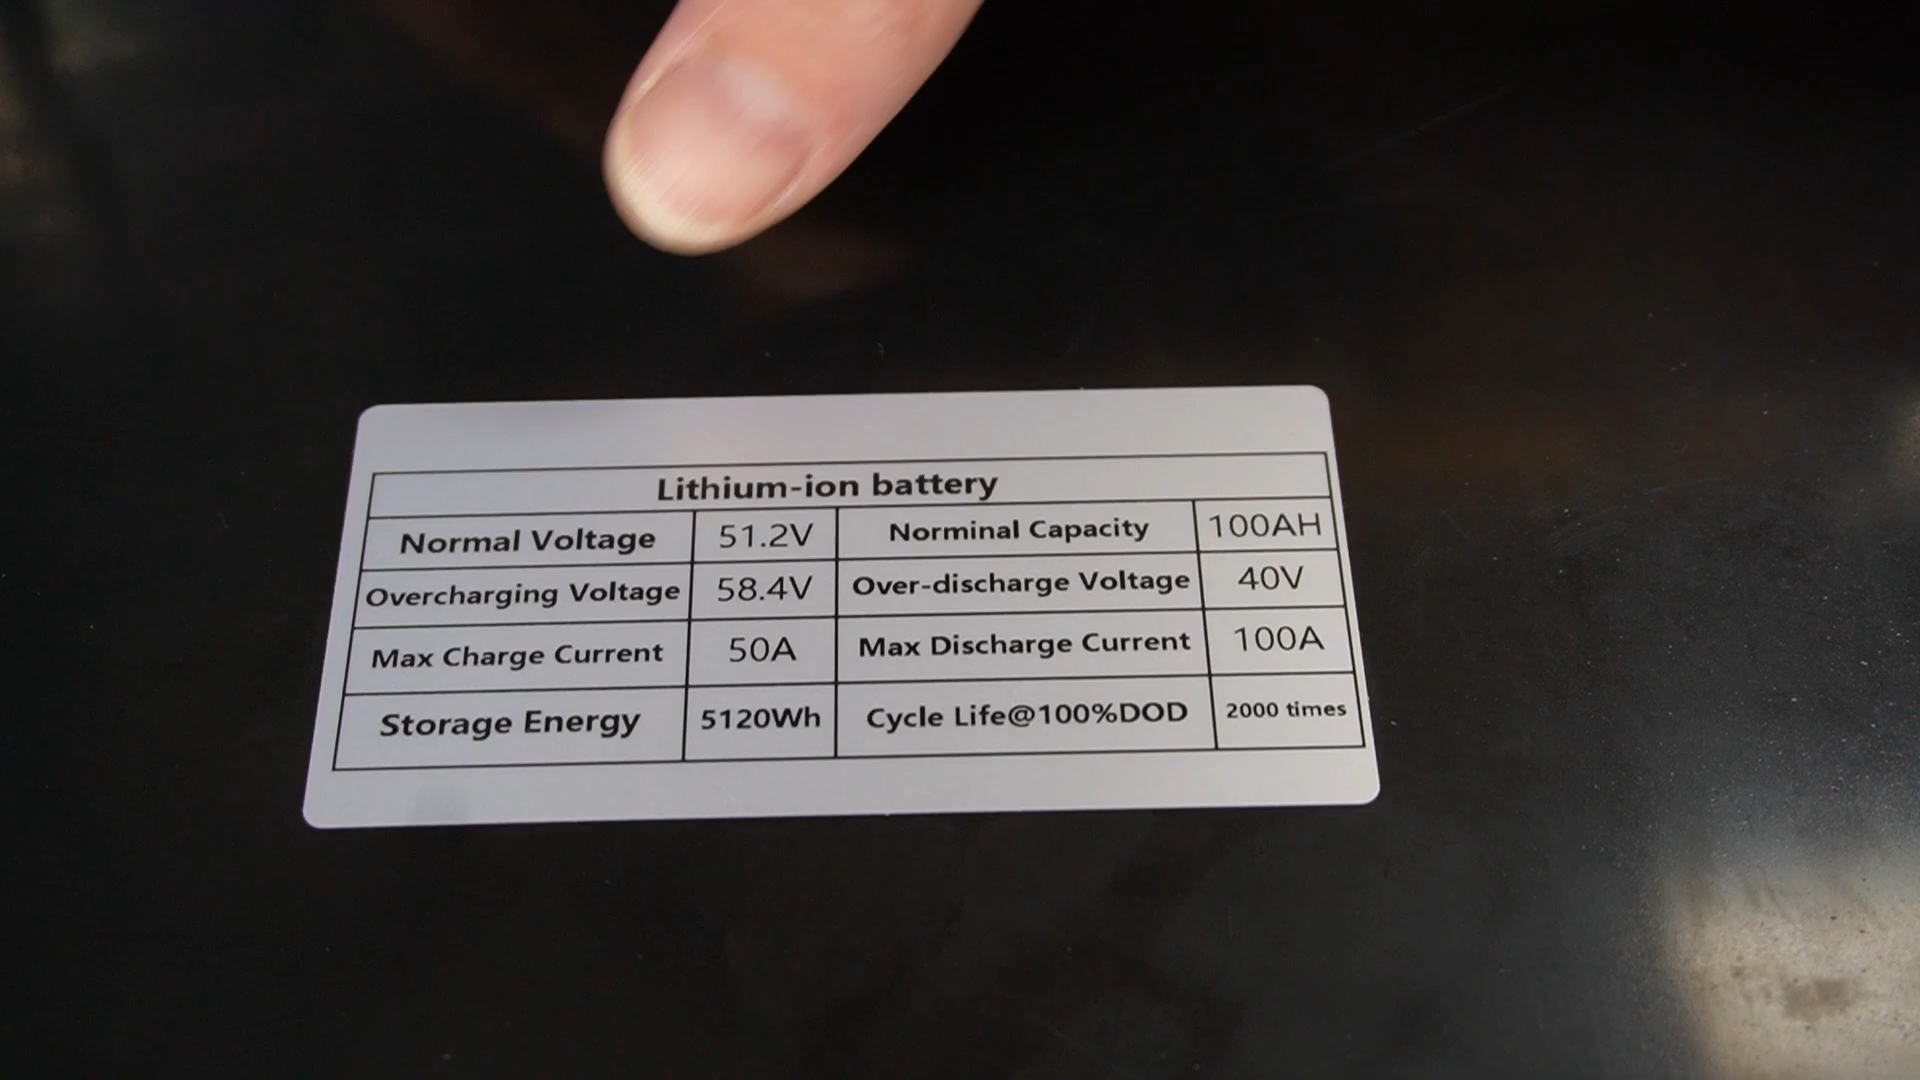 Lithium-ion battery
Normal Voltage 51.2V Norminal Capacity 100AH
Overcharging Voltage 58.4V Over-discharge Voltage 40V
Max Charge Current 50A Max Discharge Current 100A
Storage Energy 5120Wh Cycle Life@100%DOD 2000 times